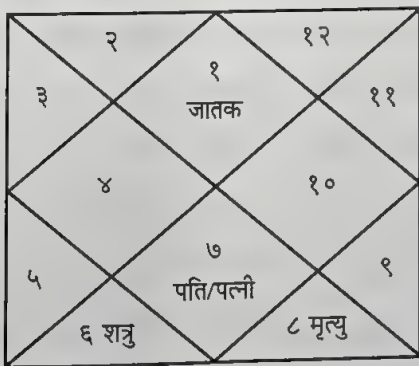 २
१२
३
१
जातक
११
४
१०
५
७
पति/पत्नी
९
६ शत्रु
८ मृत्यु